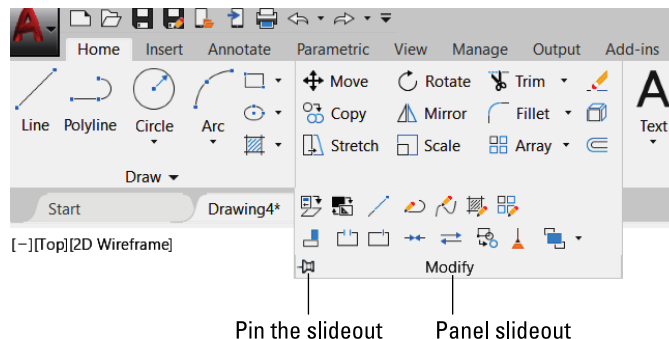 A
Home Insert Annotate Parametric View Manage Output Add-ins
Move Rotate Trim
Copy Mirror Fillet
Line Polyline Circle Arc Text
Stretch Scale Array
Draw
Start Drawing4*
[-][Top][2D Wireframe]
Modify
Pin the slideout Panel slideout